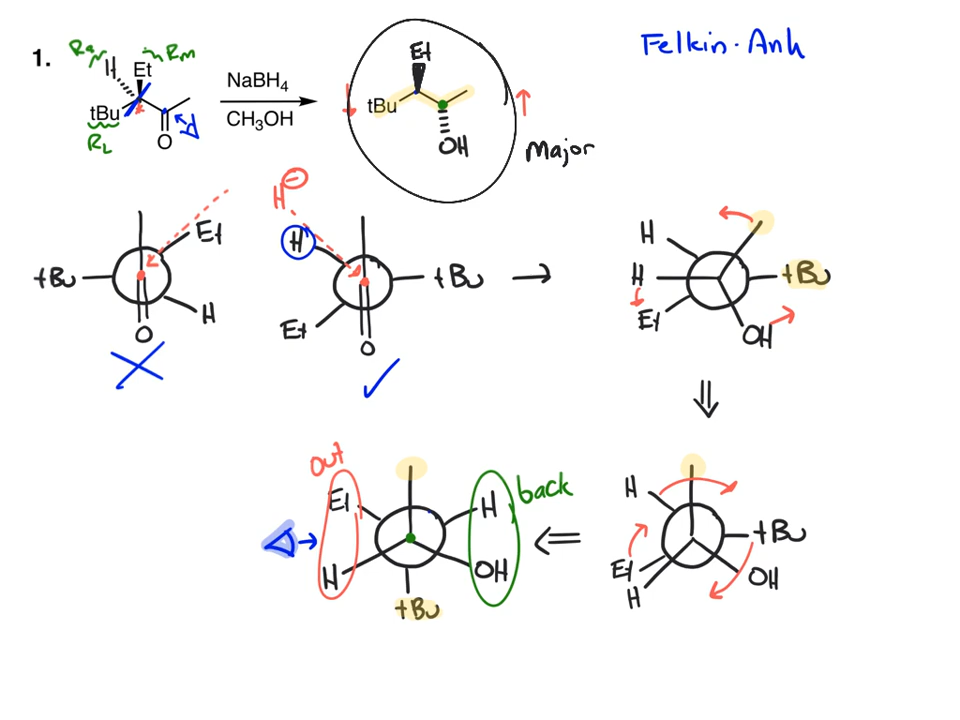 Felkin-Anh
1.
Rs
H
Et
Rm
tBu
RL
O
NaBH4
CH3OH
Et
tBu
OH
Major
tBu
Et
H
O
H⊖
H
tBu
Et
O
H
H
Et
tBu
OH
out
Et
H
H
OH
tBu
back
H
Et
H
tBu
OH